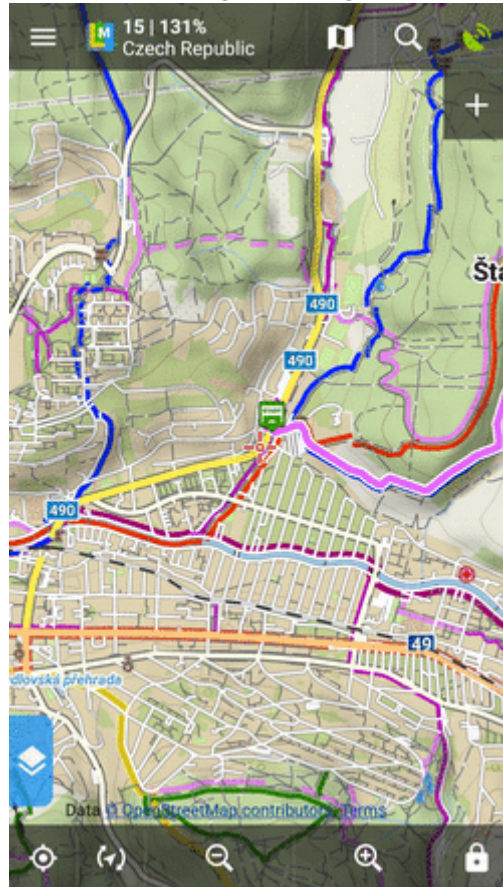 15 | 131%
Czech Republic
Šta
490
490
490
49
dlovská přehrada
Data © OpenStreetMap contributors, Terms